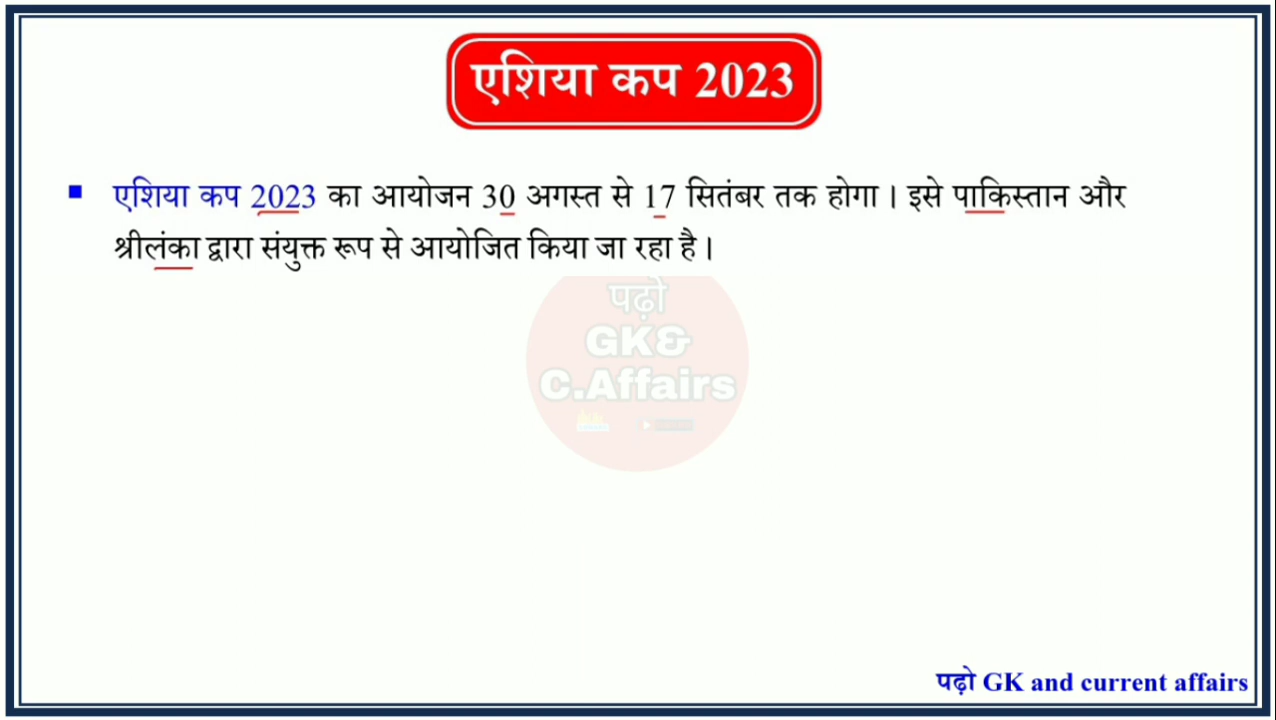 एशिया कप 2023
एशिया कप 2023 का आयोजन 30 अगस्त से 17 सितंबर तक होगा। इसे पाकिस्तान और
श्रीलंका द्वारा संयुक्त रूप से आयोजित किया जा रहा है।
पढ़ो
GK&
C.Affairs
पढ़ो GK and current affairs